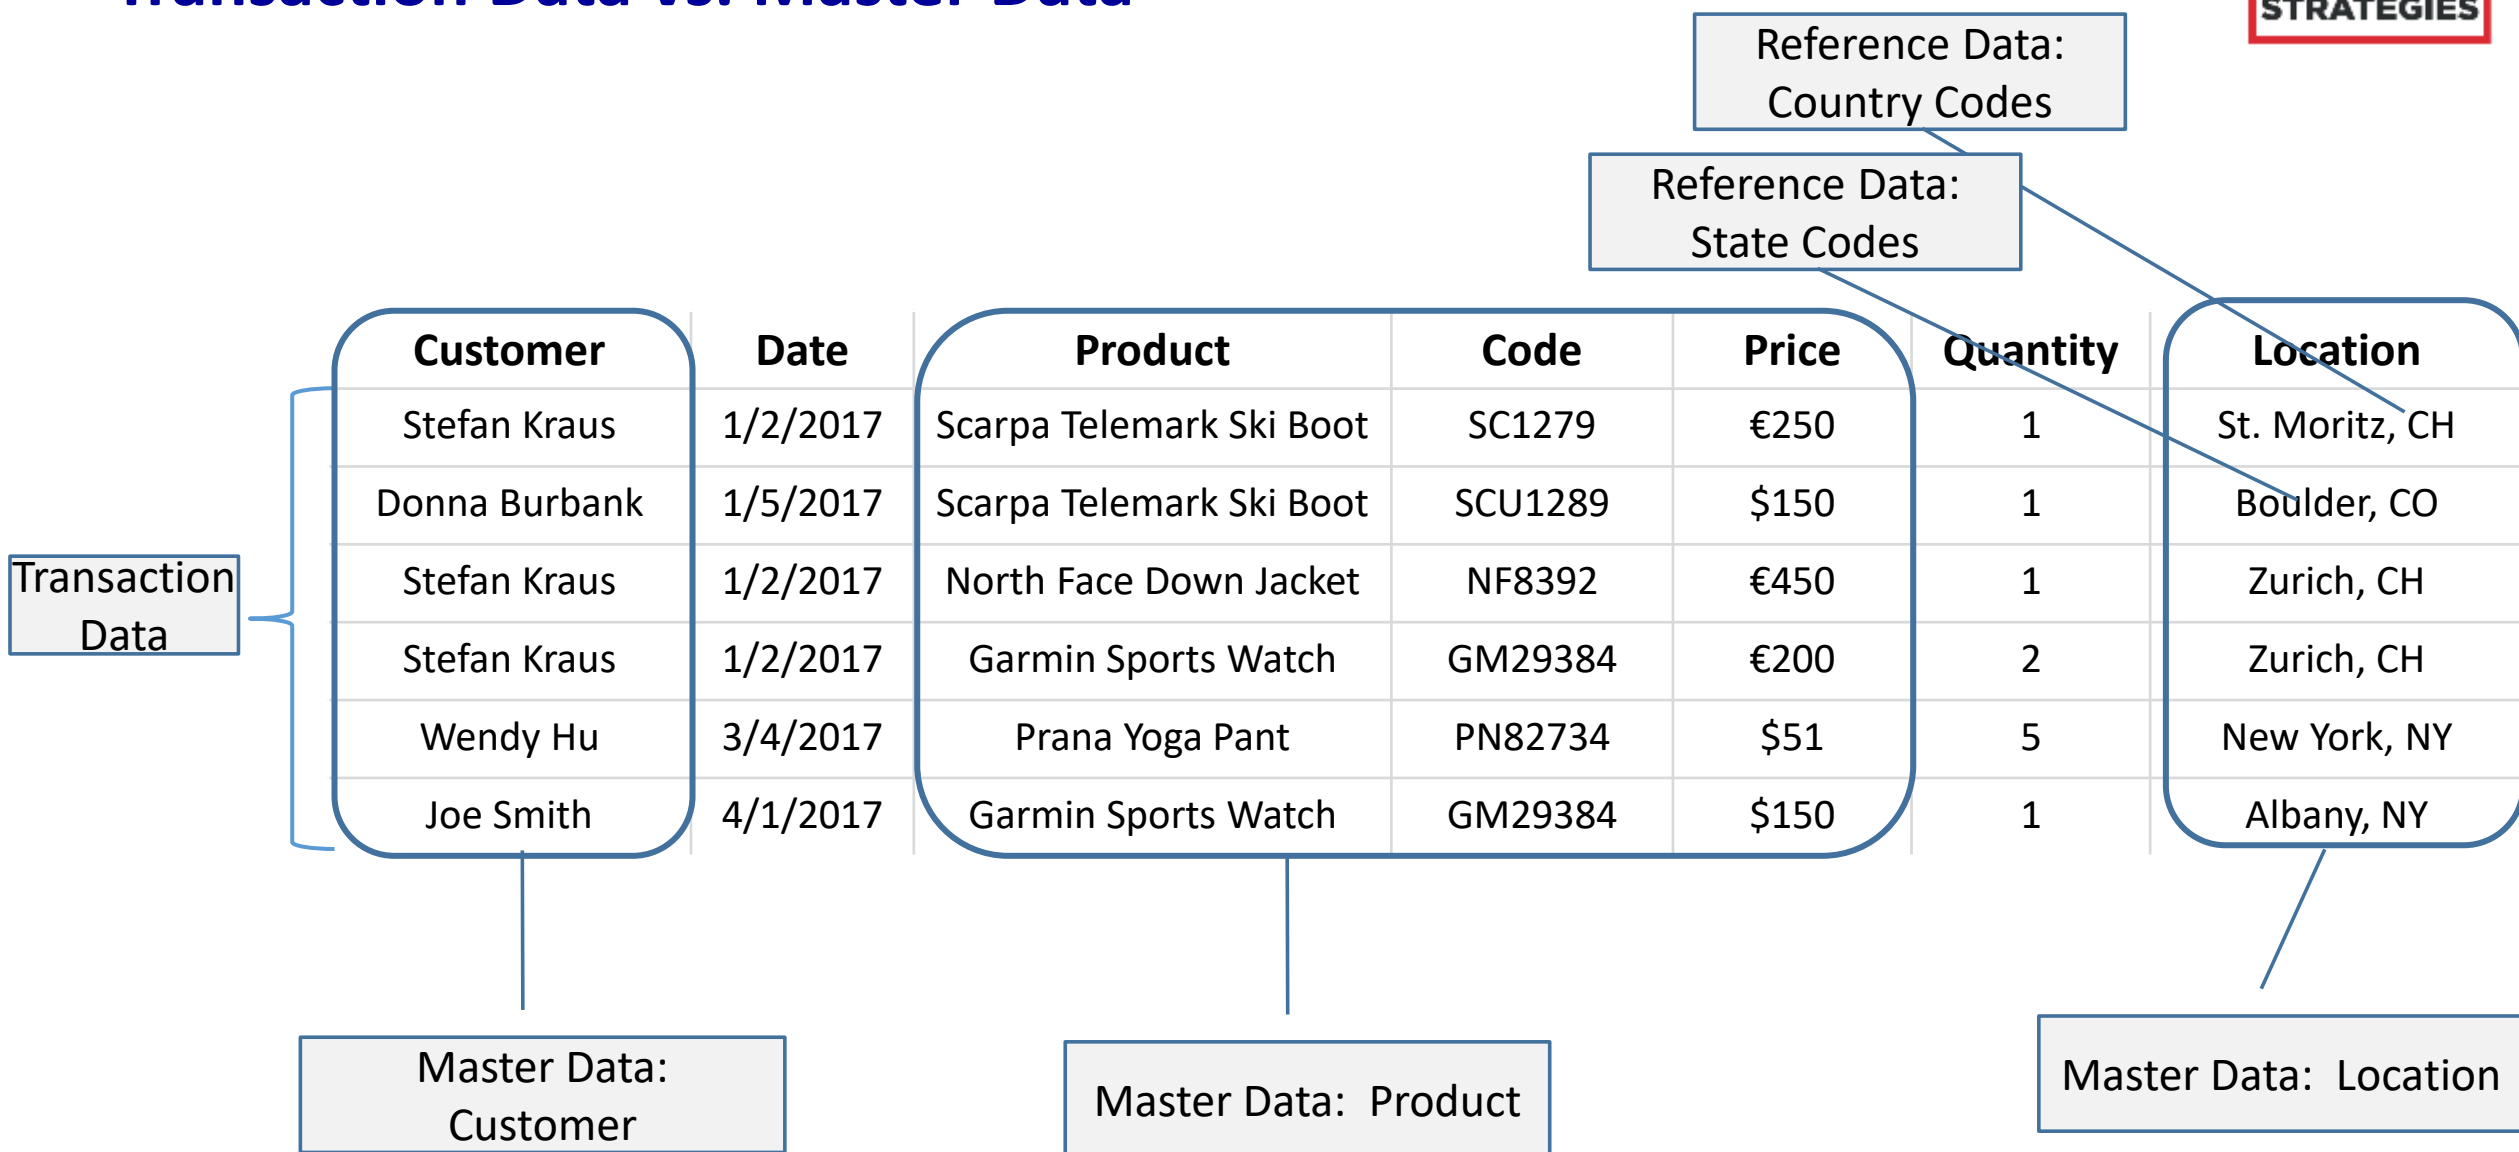 Transaction Data vs. Master Data
STRATEGIES
Reference Data:
Country Codes
Reference Data:
State Codes
Customer Date Product Code Price Quantity Location
Stefan Kraus 1/2/2017 Scarpa Telemark Ski Boot SC1279 €250 1 St. Moritz, CH
Donna Burbank 1/5/2017 Scarpa Telemark Ski Boot SCU1289 $150 1 Boulder, CO
Stefan Kraus 1/2/2017 North Face Down Jacket NF8392 €450 1 Zurich, CH
Stefan Kraus 1/2/2017 Garmin Sports Watch GM29384 €200 2 Zurich, CH
Wendy Hu 3/4/2017 Prana Yoga Pant PN82734 $51 5 New York, NY
Joe Smith 4/1/2017 Garmin Sports Watch GM29384 $150 1 Albany, NY
Transaction
Data
Master Data:
Customer
Master Data: Product
Master Data: Location